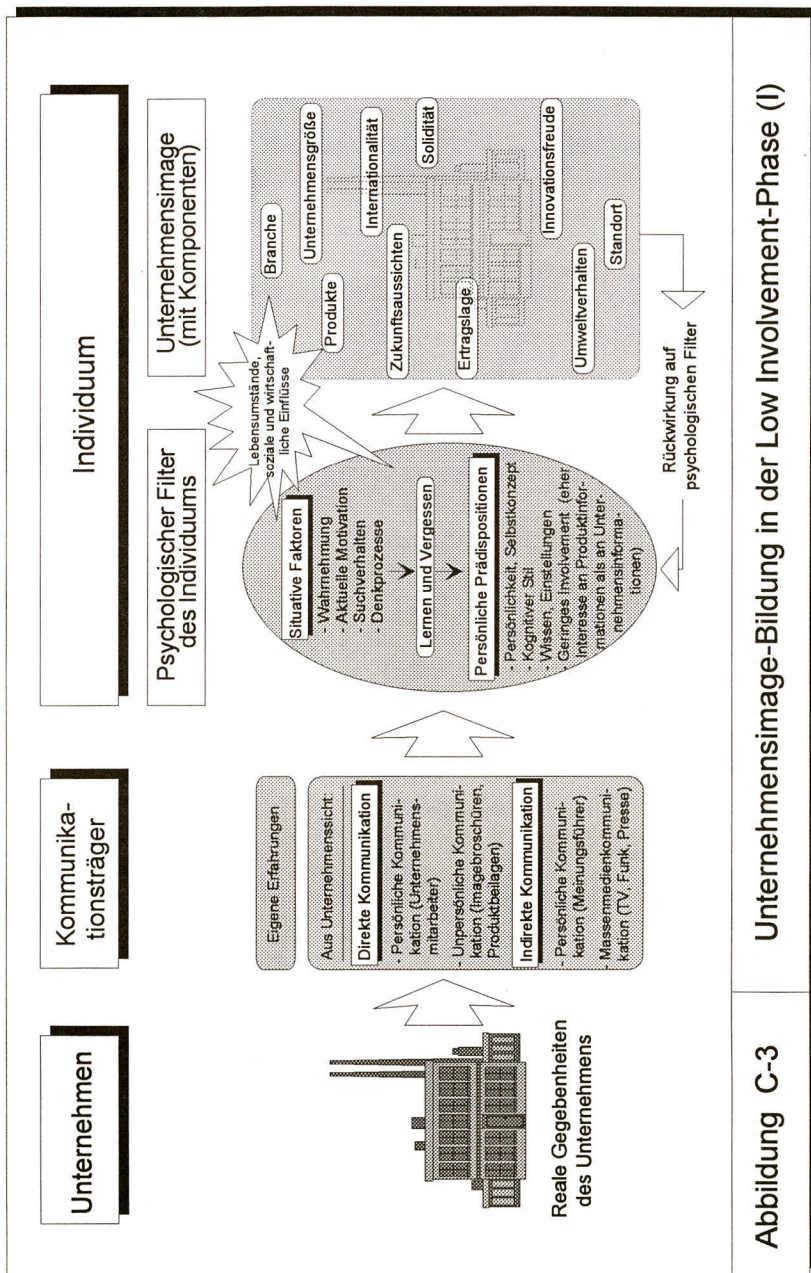 Unternehmen
Kommunika-
tionsträger
Individuum
Psychologischer Filter
des Individuums
Unternehmensimage
(mit Komponenten)
Reale Gegebenheiten
des Unternehmens
Eigene Erfahrungen
Aus Unternehmenssicht:
Direkte Kommunikation
- Persönliche Kommuni-
kation (Unternehmens-
mitarbeiter)
- Unpersönliche Kommuni-
kation (Imagebroschüren,
Produktbeilagen)
Indirekte Kommunikation
- Persönliche Kommuni-
kation (Meinungsführer)
- Massenmedienkommuni-
kation (TV, Funk, Presse)
Lebensumstände,
soziale und wirtschaft-
liche Einflüsse
Situative Faktoren
- Wahrnehmung
- Aktuelle Motivation
- Suchverhalten
- Denkprozesse
Lernen und Vergessen
Persönliche Prädispositionen
- Persönlichkeit, Selbstkonzept
- Kognitiver Stil
- Wissen, Einstellungen
- Geringes Involvement (eher
Interesse an Produktinfor-
mationen als an Unter-
nehmensinforma-
tionen)
Branche
Produkte
Unternehmensgröße
Zukunftsaussichten
Internationalität
Ertragslage
Solidität
Umweltverhalten
Innovationsfreude
Standort
Rückwirkung auf
psychologischen Filter
Abbildung C-3
Unternehmensimage-Bildung in der Low Involvement-Phase (I)